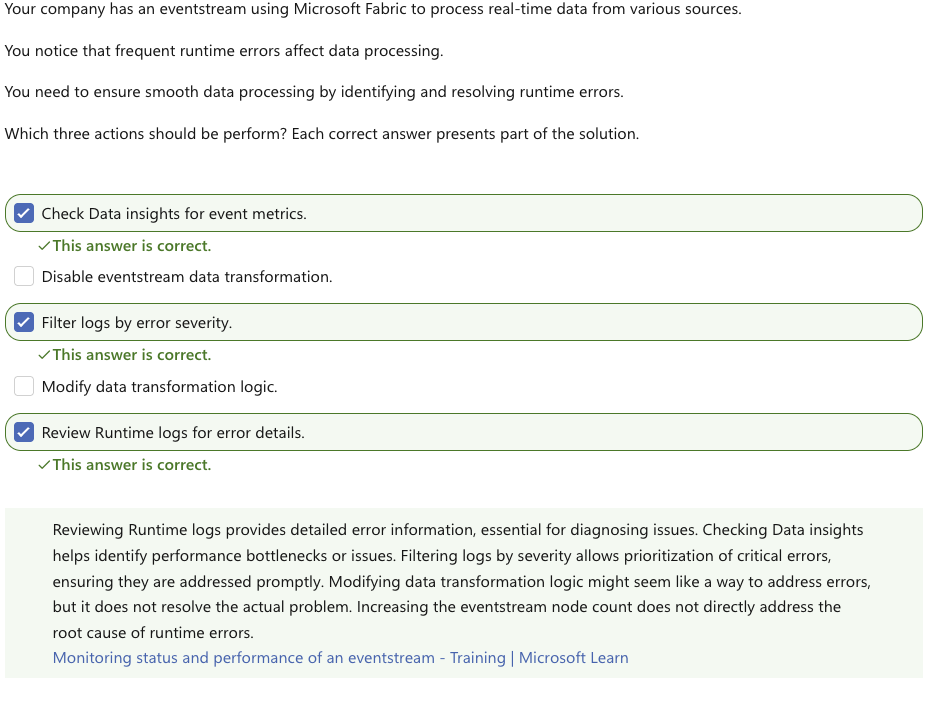 Your company has an eventstream using Microsoft Fabric to process real-time data from various sources.
You notice that frequent runtime errors affect data processing.
You need to ensure smooth data processing by identifying and resolving runtime errors.
Which three actions should be perform? Each correct answer presents part of the solution.
Check Data insights for event metrics.
This answer is correct.
Disable eventstream data transformation.
Filter logs by error severity.
This answer is correct.
Modify data transformation logic.
Review Runtime logs for error details.
This answer is correct.
Reviewing Runtime logs provides detailed error information, essential for diagnosing issues. Checking Data insights
helps identify performance bottlenecks or issues. Filtering logs by severity allows prioritization of critical errors,
ensuring they are addressed promptly. Modifying data transformation logic might seem like a way to address errors,
but it does not resolve the actual problem. Increasing the eventstream node count does not directly address the
root cause of runtime errors.
Monitoring status and performance of an eventstream - Training | Microsoft Learn